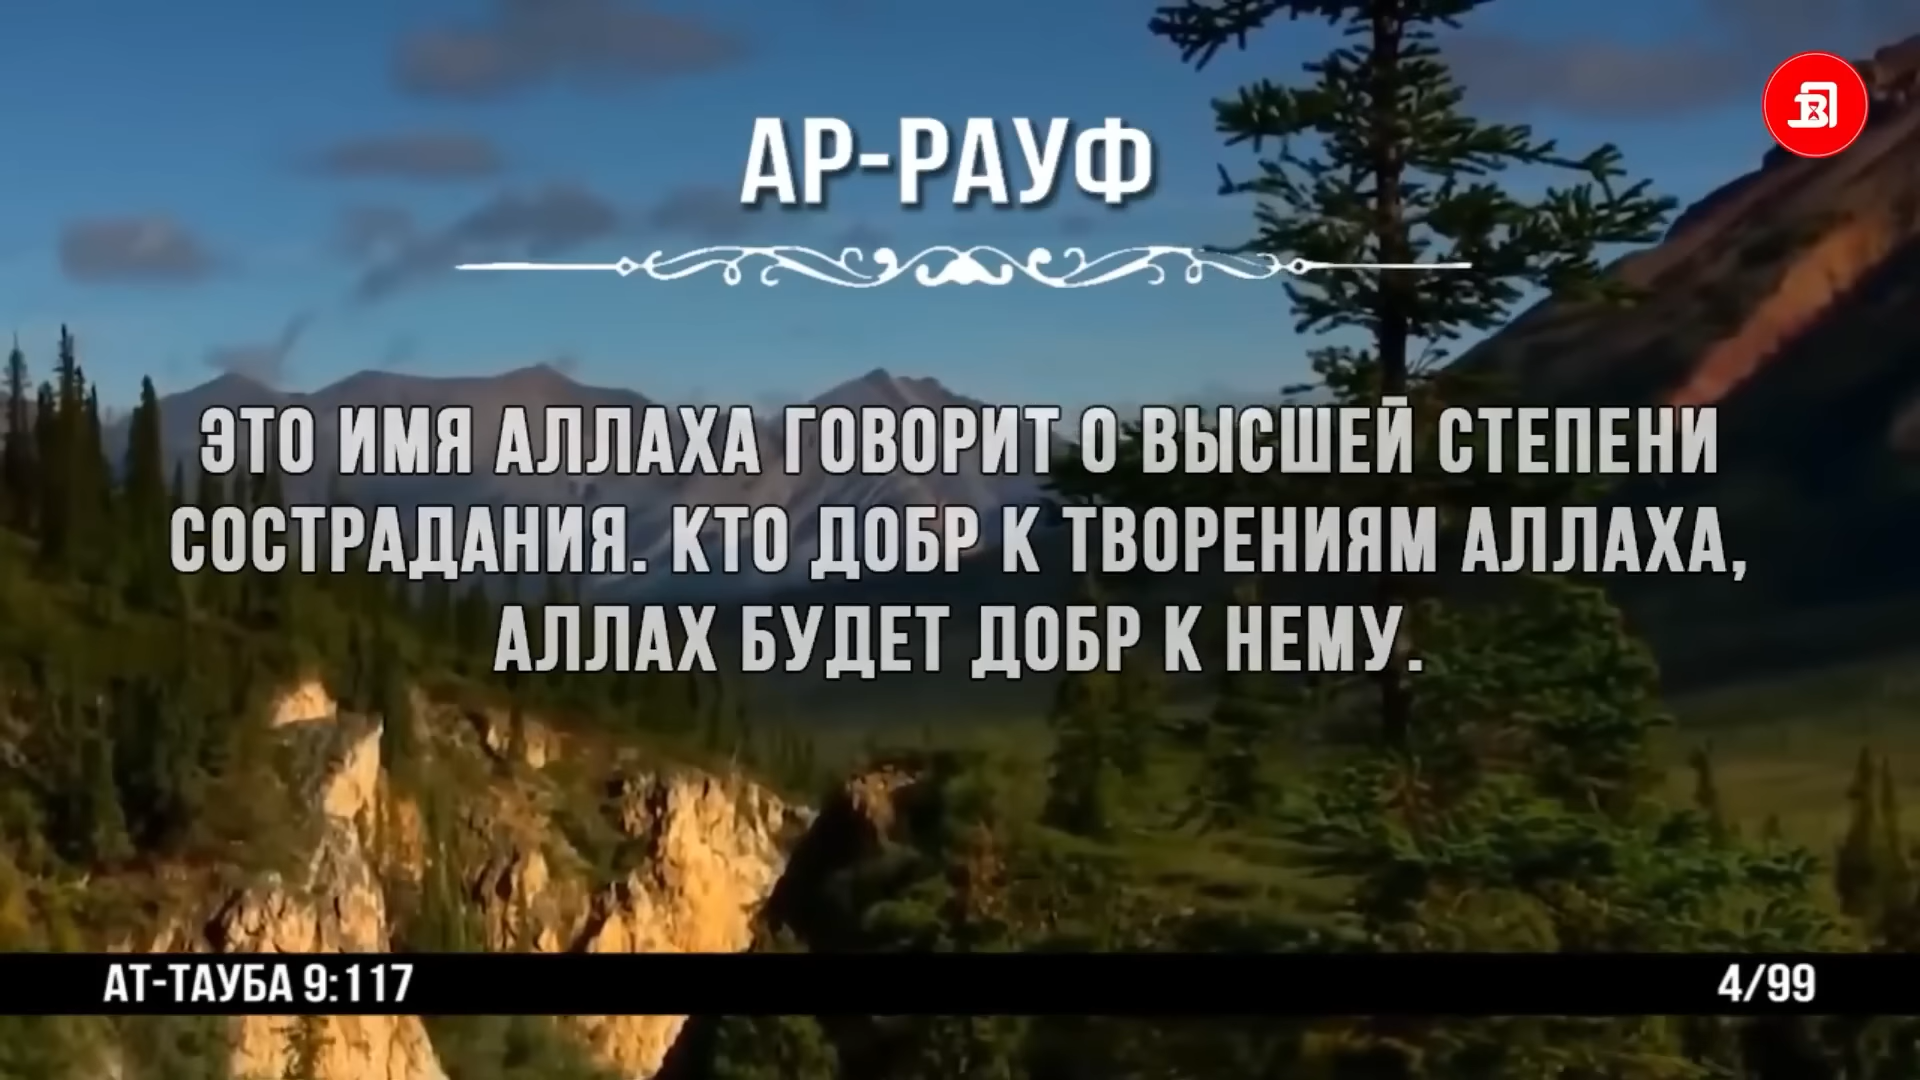 АР-РАУФ
ЭТО ИМЯ АЛЛАХА ГОВОРИТ О ВЫСШЕЙ СТЕПЕНИ
СОСТРАДАНИЯ. КТО ДОБР К ТВОРЕНИЯМ АЛЛАХА,
АЛЛАХ БУДЕТ ДОБР К НЕМУ.
АТ-ТАУБА 9:117
4/99